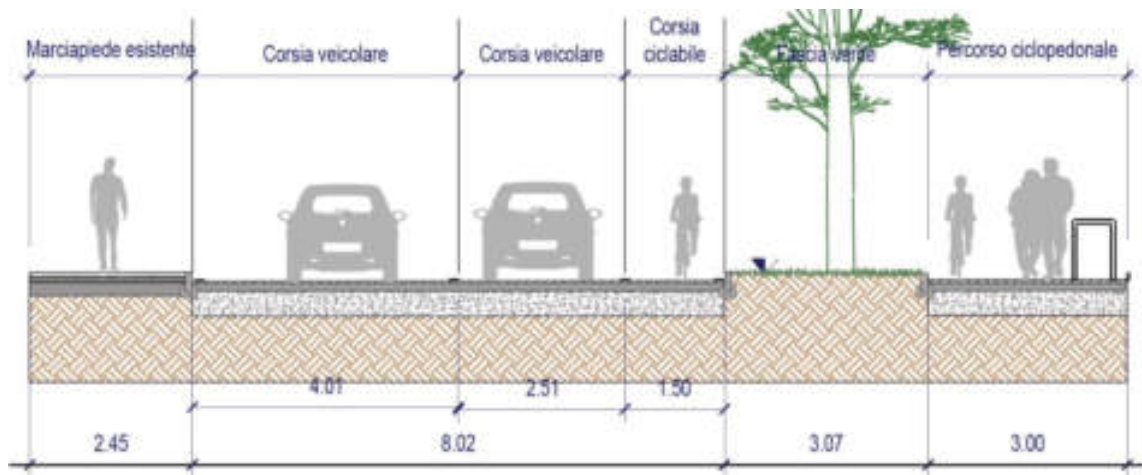 Marciapiede esistente
Corsia veicolare
Corsia veicolare
Corsia
ciclabile
Fascia verde
Percorso ciclopedonale
4.01
2.51
1.50
2.45
8.02
3.07
3.00